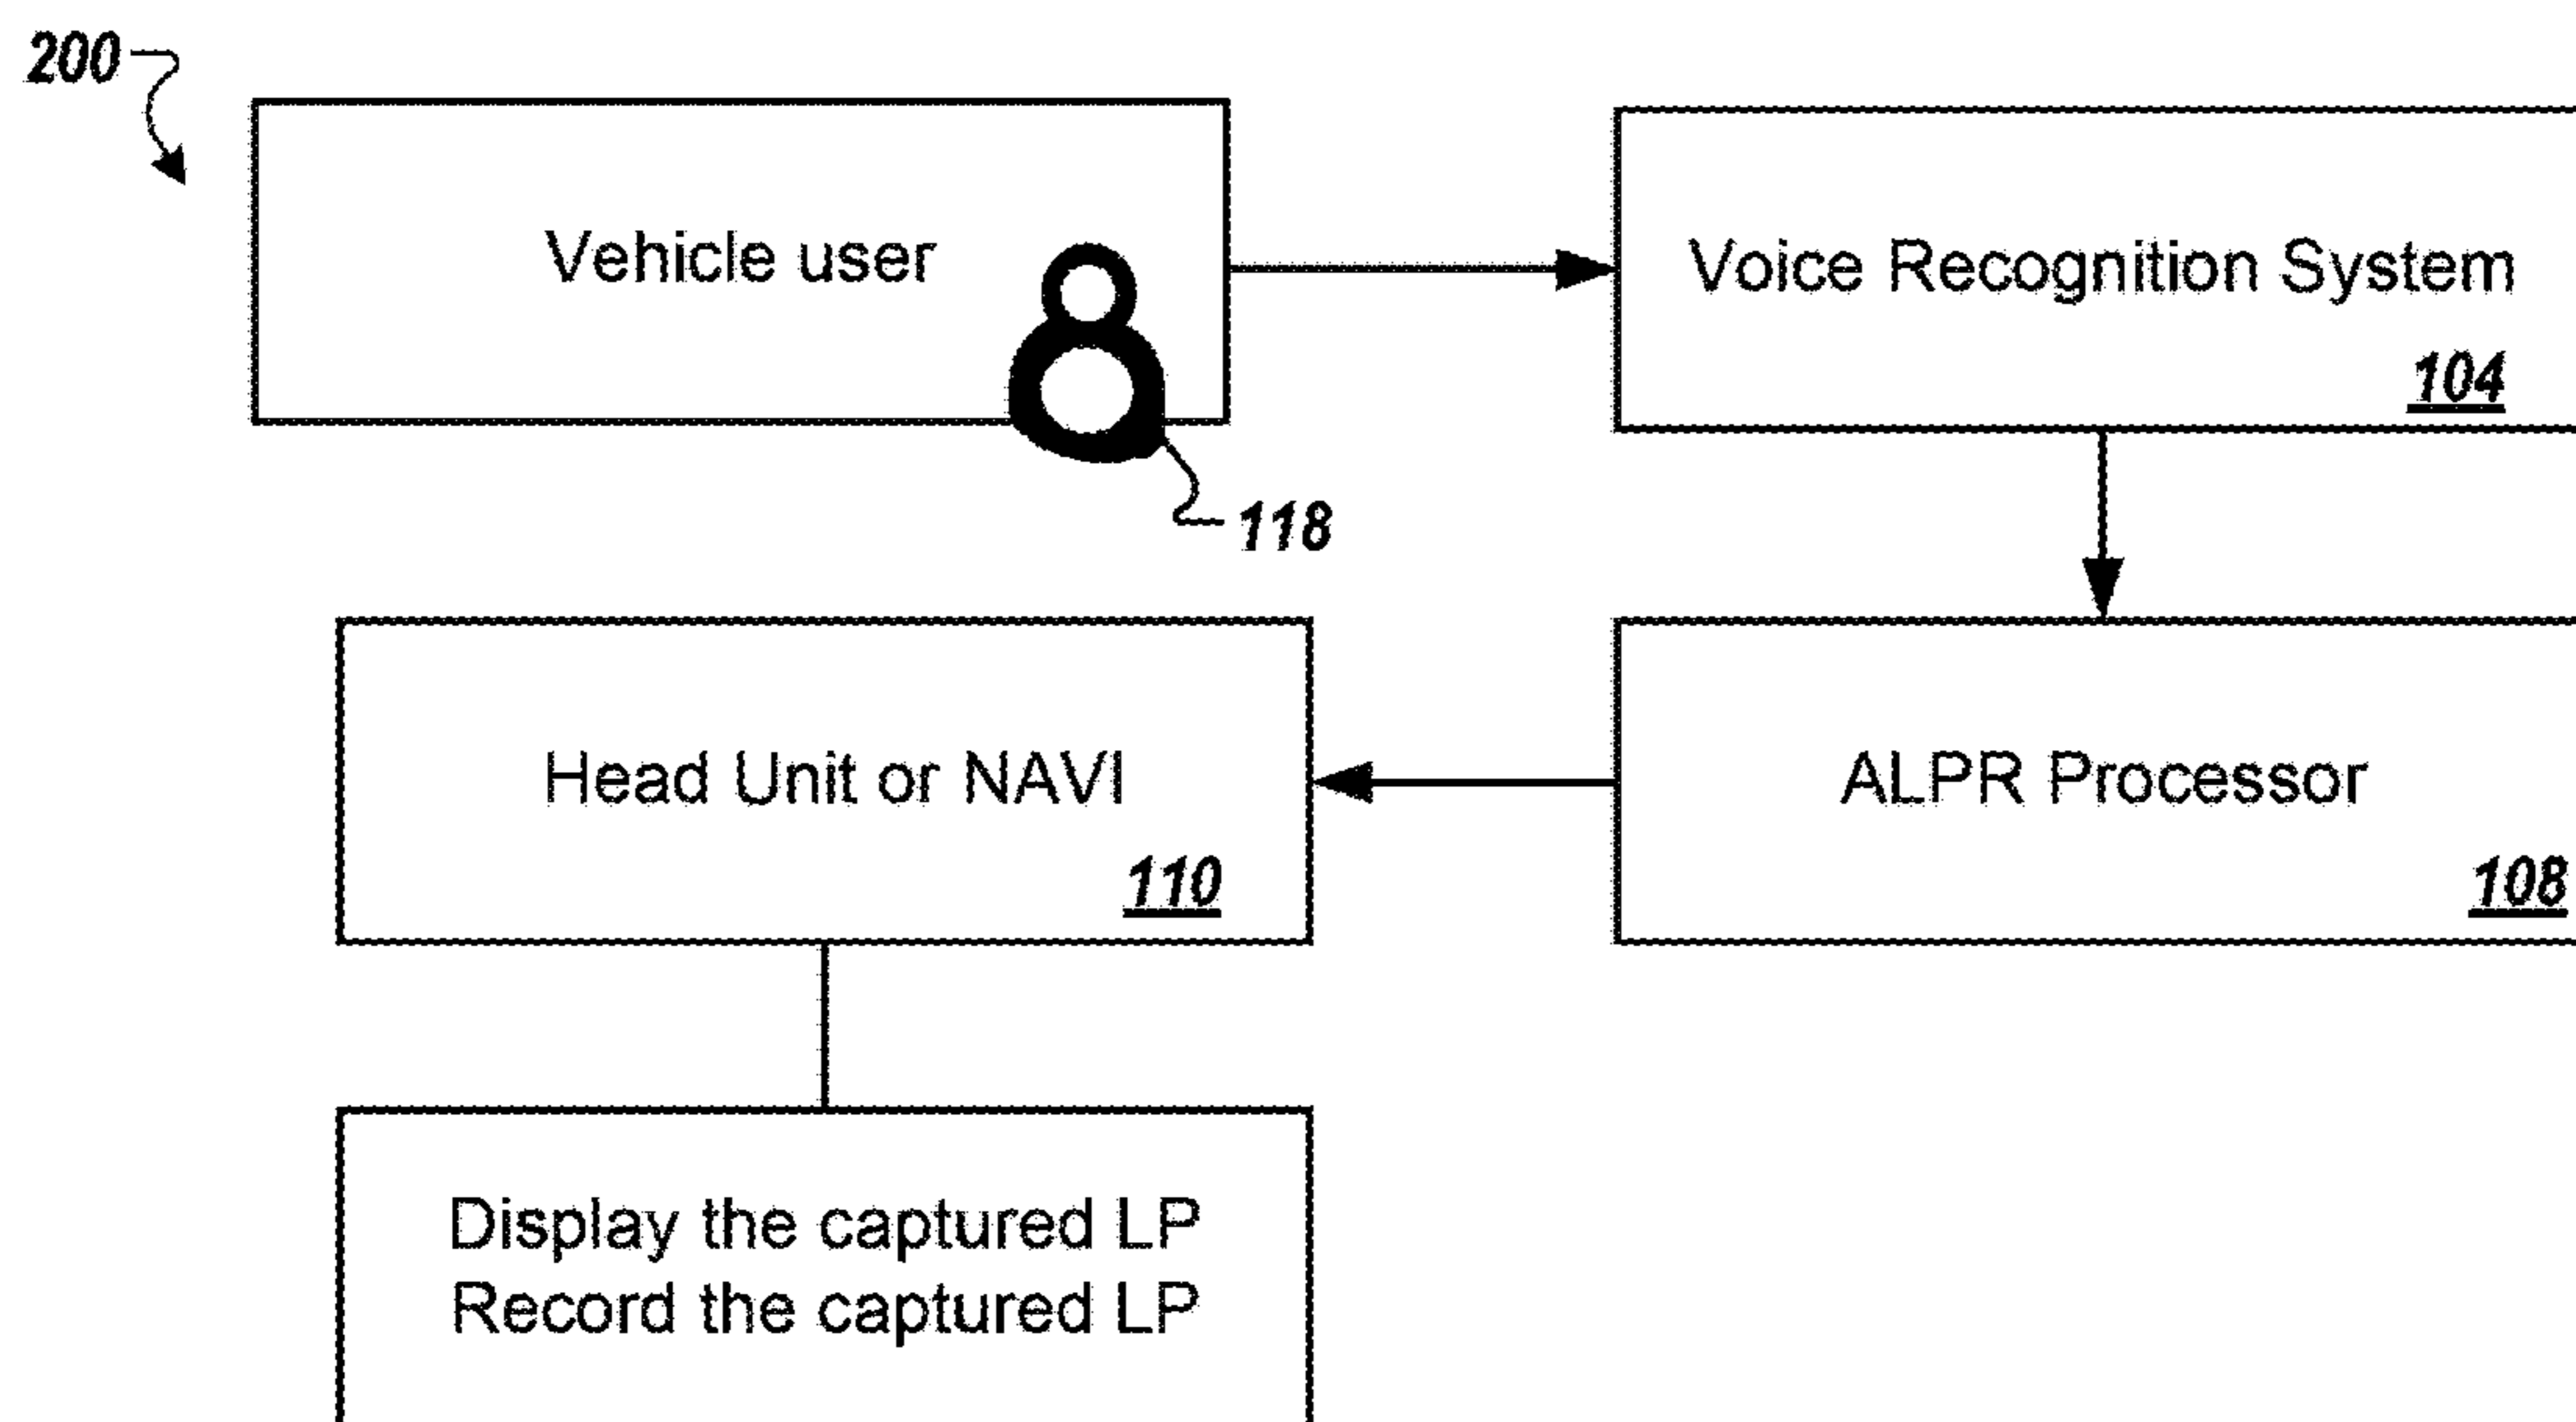 200
Vehicle user
118
Voice Recognition System
104
ALPR Processor
108
Head Unit or NAVI
110
Display the captured LP
Record the captured LP